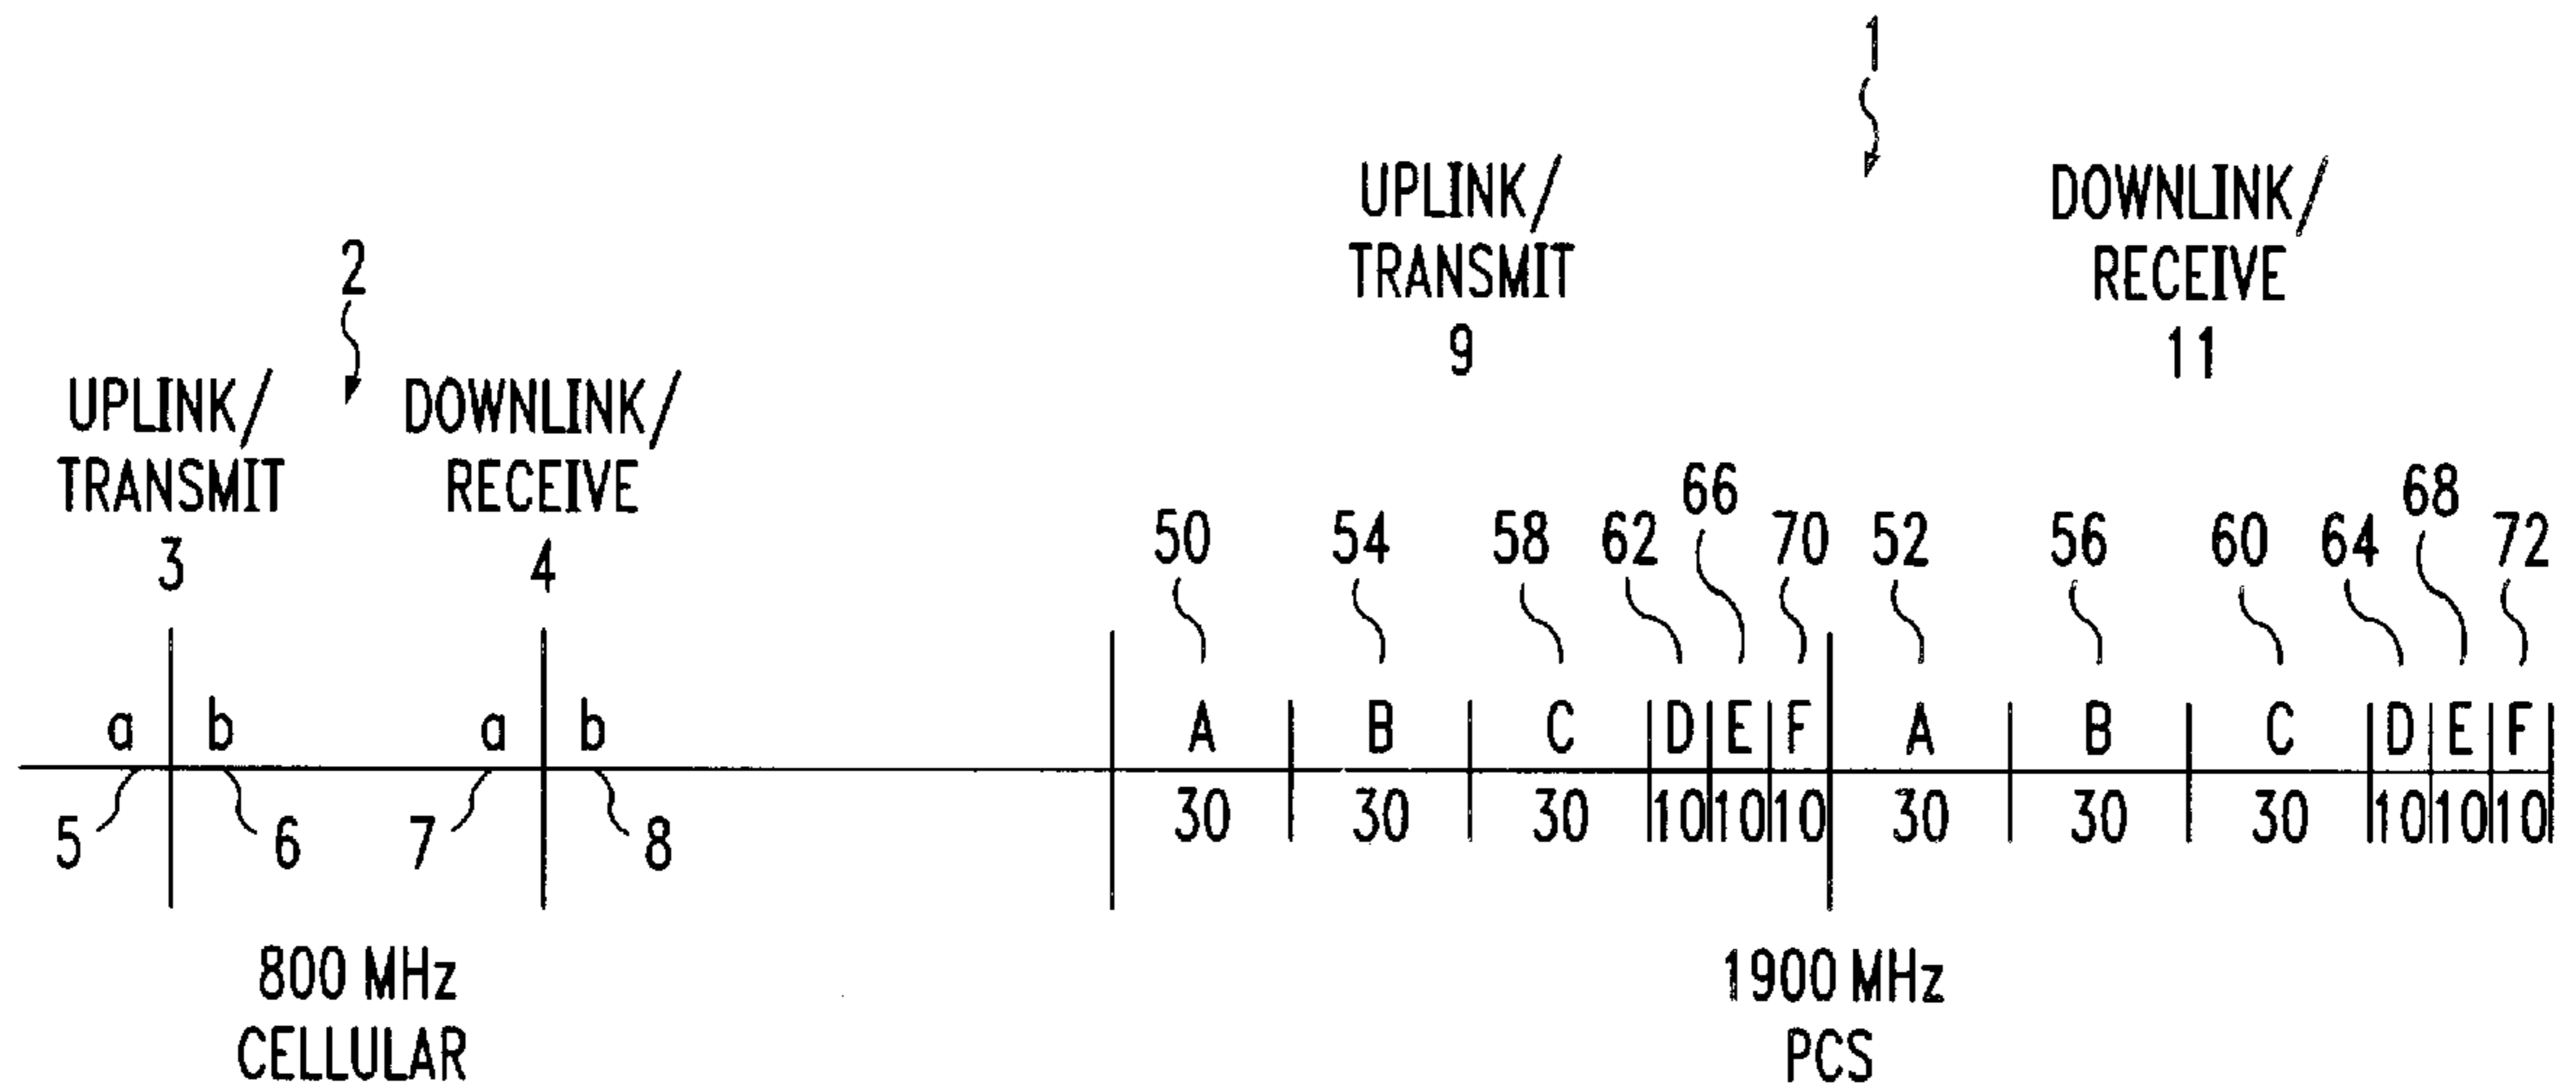 1
UPLINK/
TRANSMIT
9
DOWNLINK/
RECEIVE
11
2
UPLINK/
TRANSMIT
3
DOWNLINK/
RECEIVE
4
50 54 58 62 66 70 52 56 60 64 68 72
a b a b A B C D E F A B C D E F
30 30 30 10 10 10 30 30 30 10 10 10
5 6 7 8
800 MHz
CELLULAR
1900 MHz
PCS